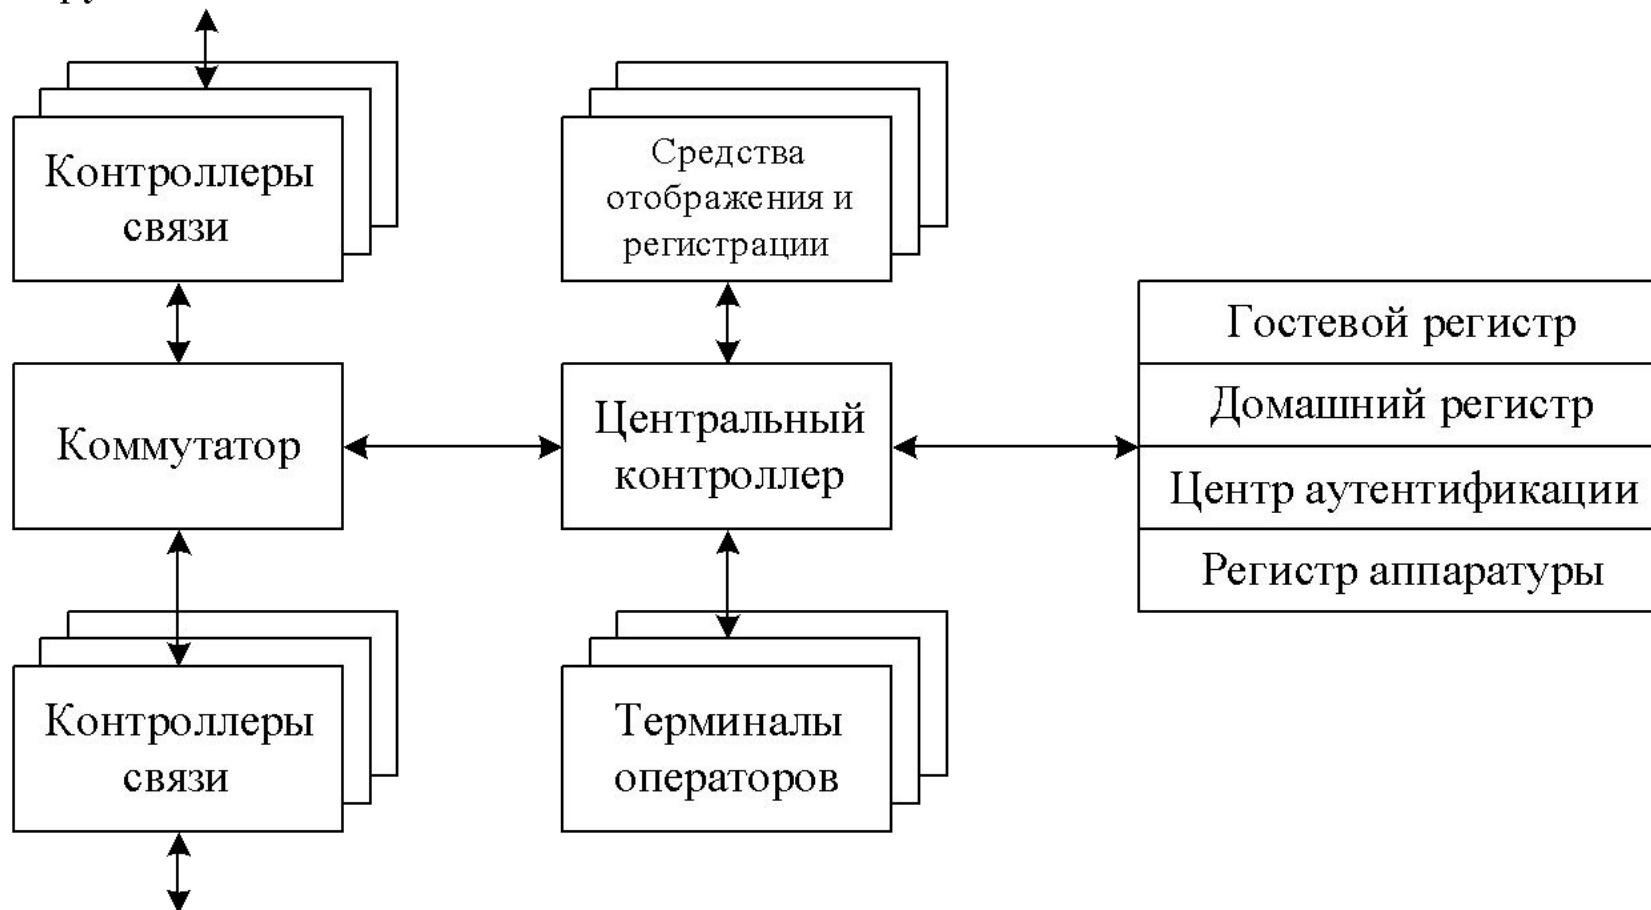 Контроллеры
связи
Средства
отображения и
регистрации
Гостевой регистр
Домашний регистр
Центр аутентификации
Регистр аппаратуры
Коммутатор
Центральный
контроллер
Контроллеры
связи
Терминалы
операторов